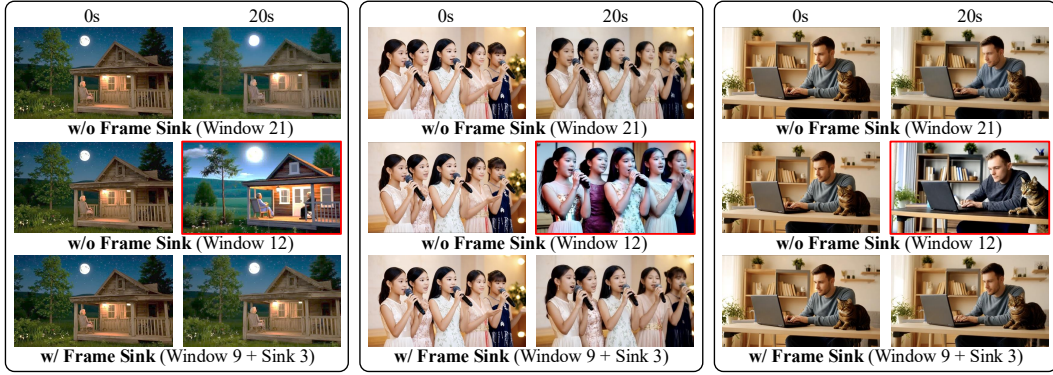 0s 20s
w/o Frame Sink (Window 21)
w/o Frame Sink (Window 12)
w/ Frame Sink (Window 9 + Sink 3)
0s 20s
w/o Frame Sink (Window 21)
w/o Frame Sink (Window 12)
w/ Frame Sink (Window 9 + Sink 3)
0s 20s
w/o Frame Sink (Window 21)
w/o Frame Sink (Window 12)
w/ Frame Sink (Window 9 + Sink 3)